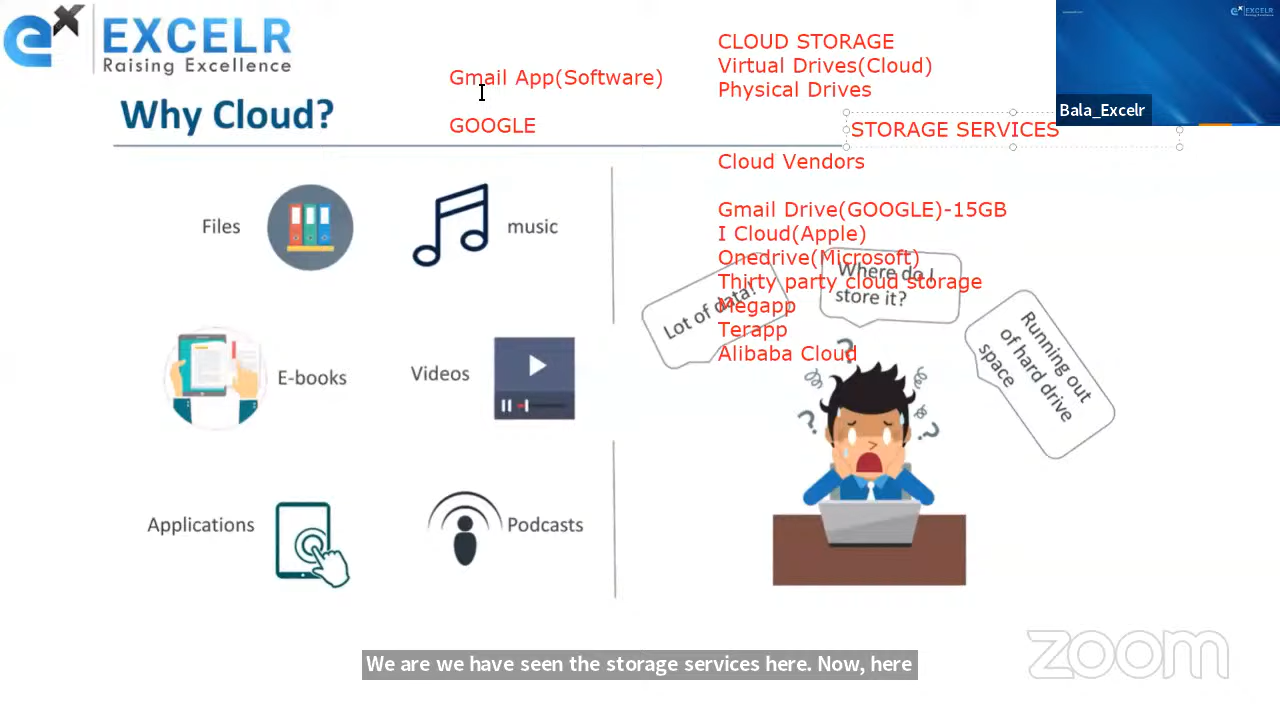 EXCELR
Raising Excellence
Why Cloud?
Gmail App(Software)
GOOGLE
CLOUD STORAGE
Virtual Drives(Cloud)
Physical Drives
STORAGE SERVICES
Cloud Vendors
Gmail Drive(GOOGLE)-15GB
I Cloud(Apple)
Onedrive(Microsoft)
Thirty party cloud storage
Megapp
Terapp
Alibaba Cloud
EXCELR
Bala_Excelr
Files
music
E-books
Videos
Applications
Podcasts
Lot of data!
Where do I
store it?
Running out
of hard drive
space
We are we have seen the storage services here. Now, here
zoom